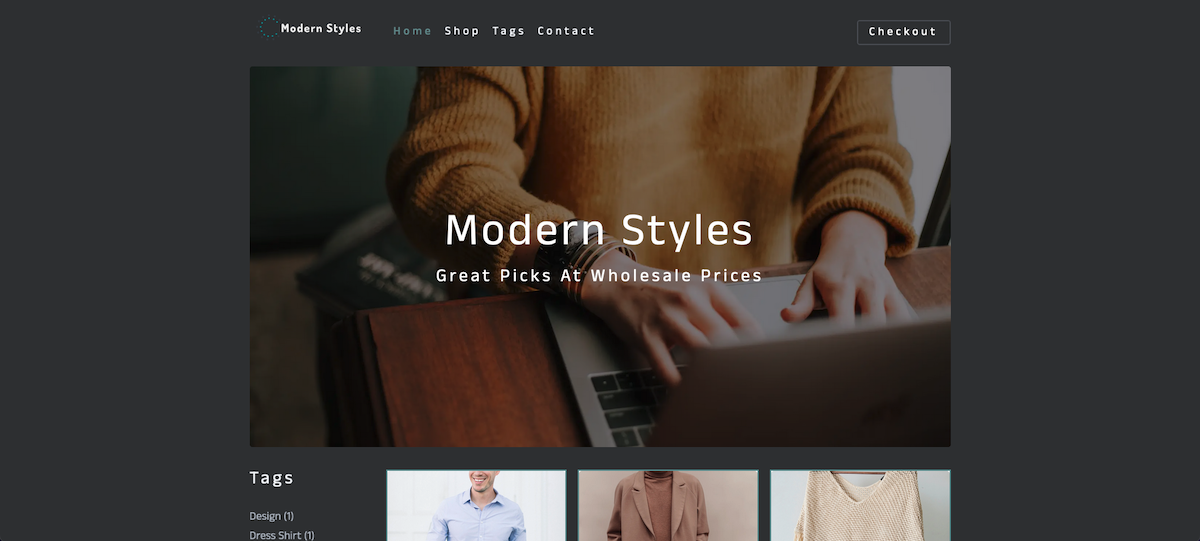 Modern Styles
Home Shop Tags Contact
Checkout
Modern Styles
Great Picks At Wholesale Prices
Tags
Design (1)
Dress Shirt (1)